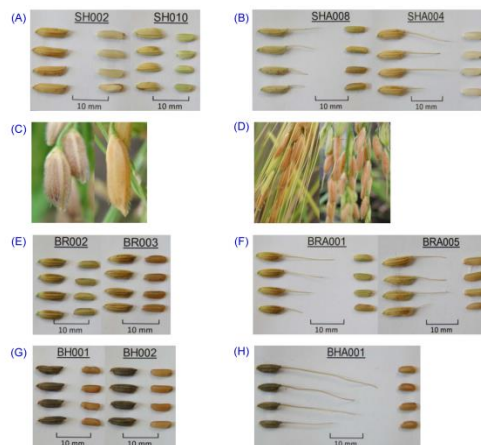 (A) SH002 SH010
10 mm 10 mm
(B) SHA008 SHA004
10 mm 10 mm
(C)
(D)
(E) BR002 BR003
10 mm 10 mm
(F) BRA001 BRA005
10 mm 10 mm
(G) BH001 BH002
10 mm 10 mm
(H) BHA001
10 mm